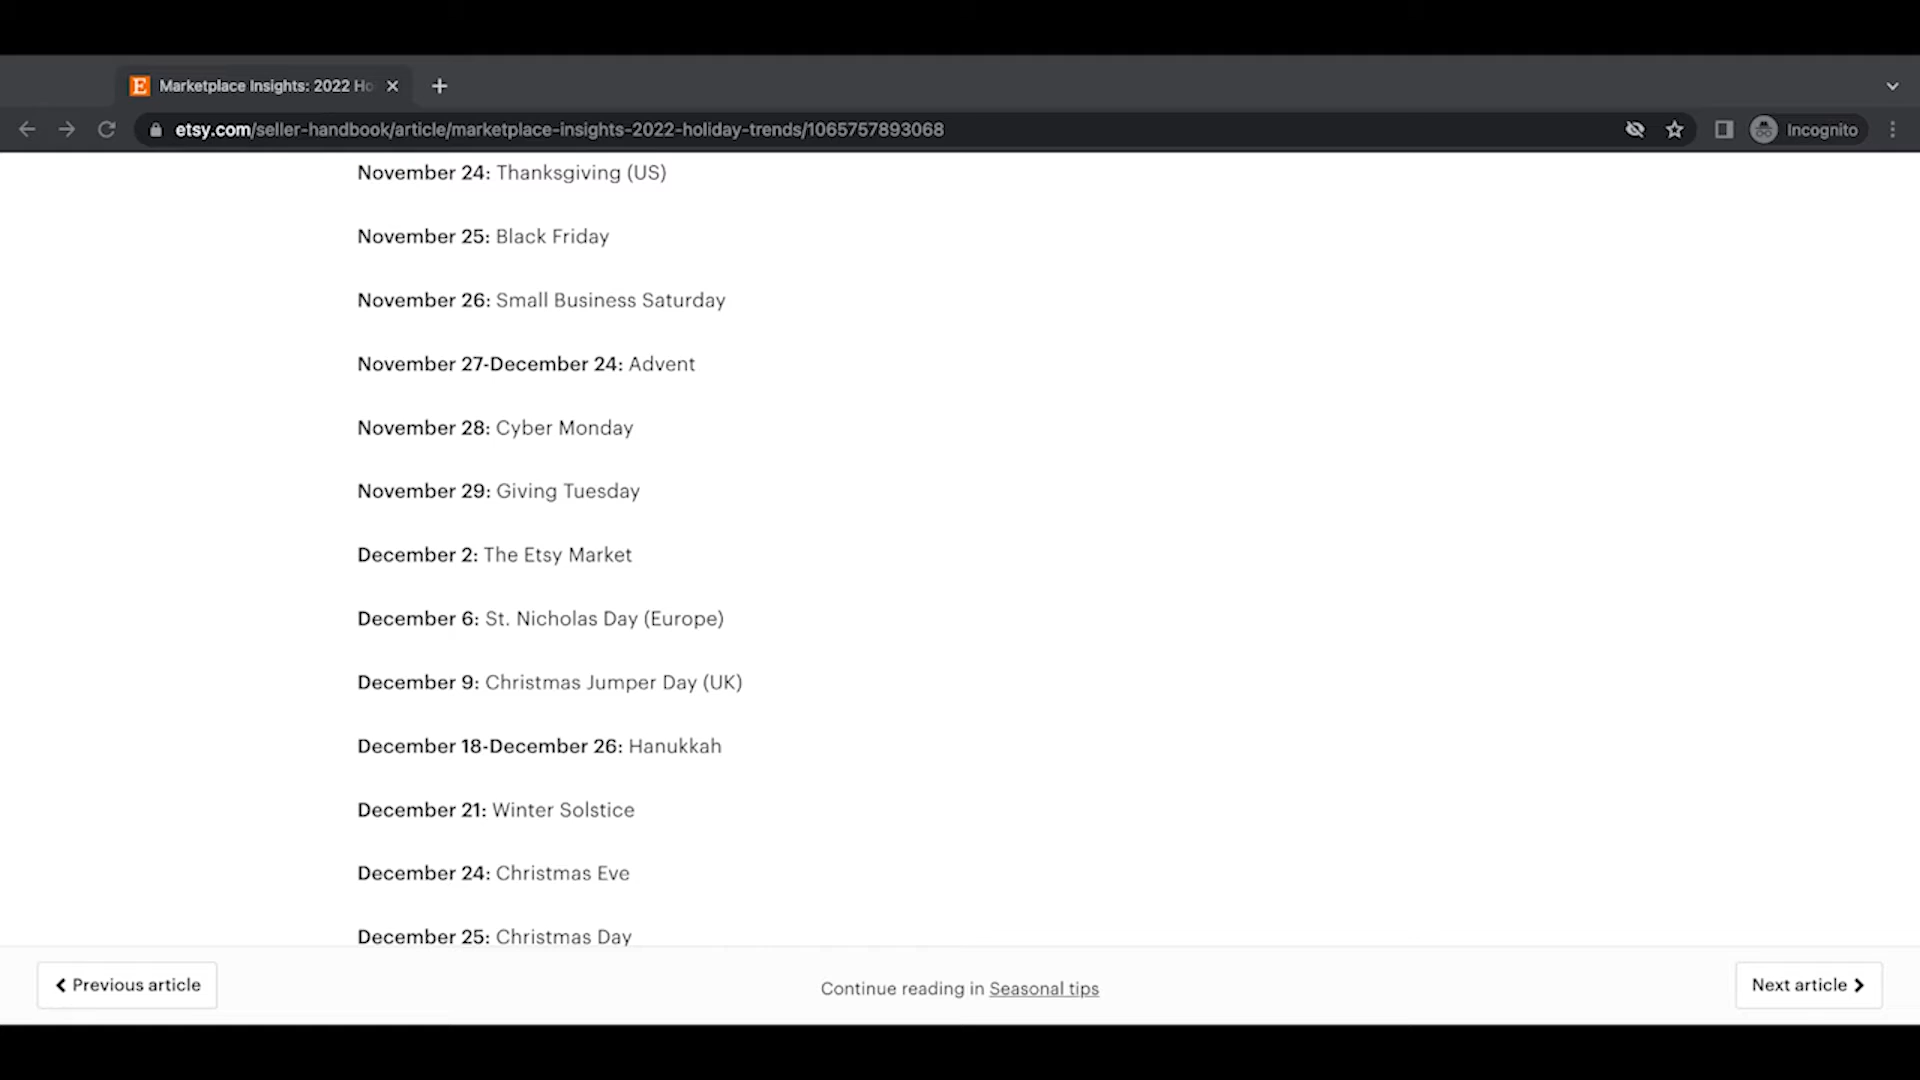 E Marketplace Insights: 2022 Ho
etsy.com/seller-handbook/article/marketplace-insights-2022-holiday-trends/1065757893068
Incognito
November 24: Thanksgiving (US)
November 25: Black Friday
November 26: Small Business Saturday
November 27-December 24: Advent
November 28: Cyber Monday
November 29: Giving Tuesday
December 2: The Etsy Market
December 6: St. Nicholas Day (Europe)
December 9: Christmas Jumper Day (UK)
December 18-December 26: Hanukkah
December 21: Winter Solstice
December 24: Christmas Eve
December 25: Christmas Day
Previous article
Continue reading in Seasonal tips
Next article